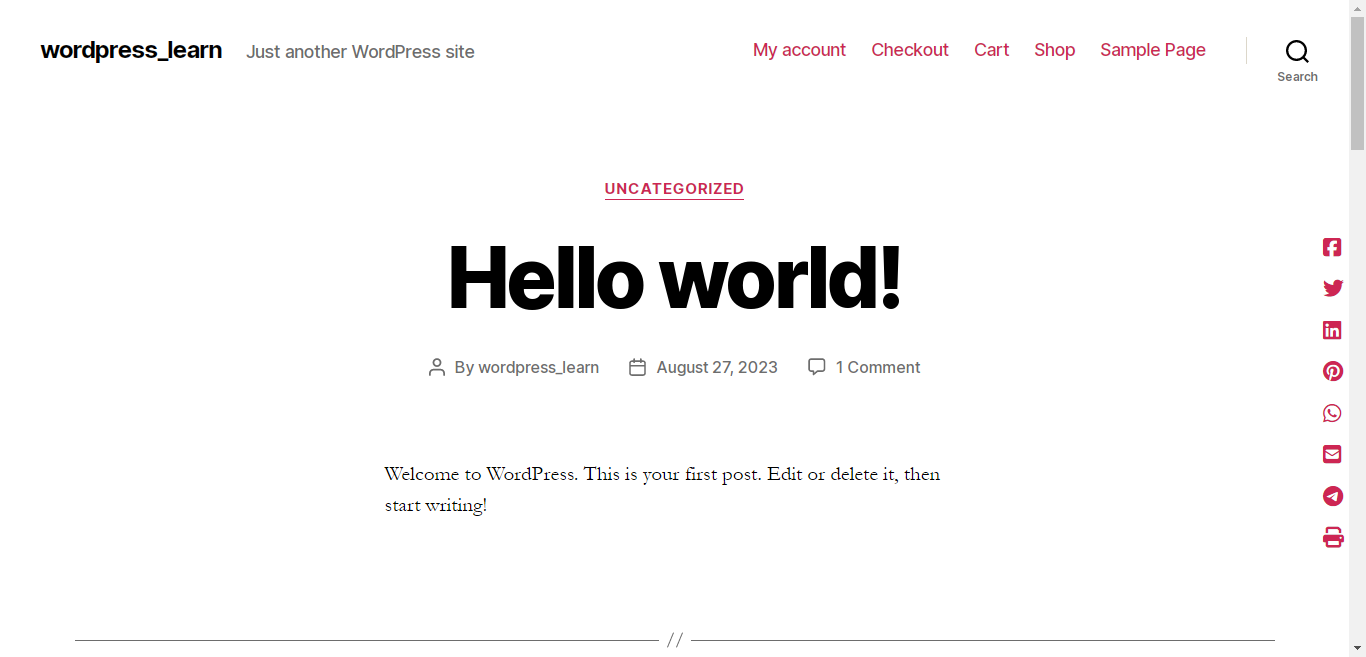 wordpress_learn Just another WordPress site My account Checkout Cart Shop Sample Page
Search
UNCATEGORIZED
Hello world!
By wordpress_learn August 27, 2023 1 Comment
Welcome to WordPress. This is your first post. Edit or delete it, then
start writing!
//